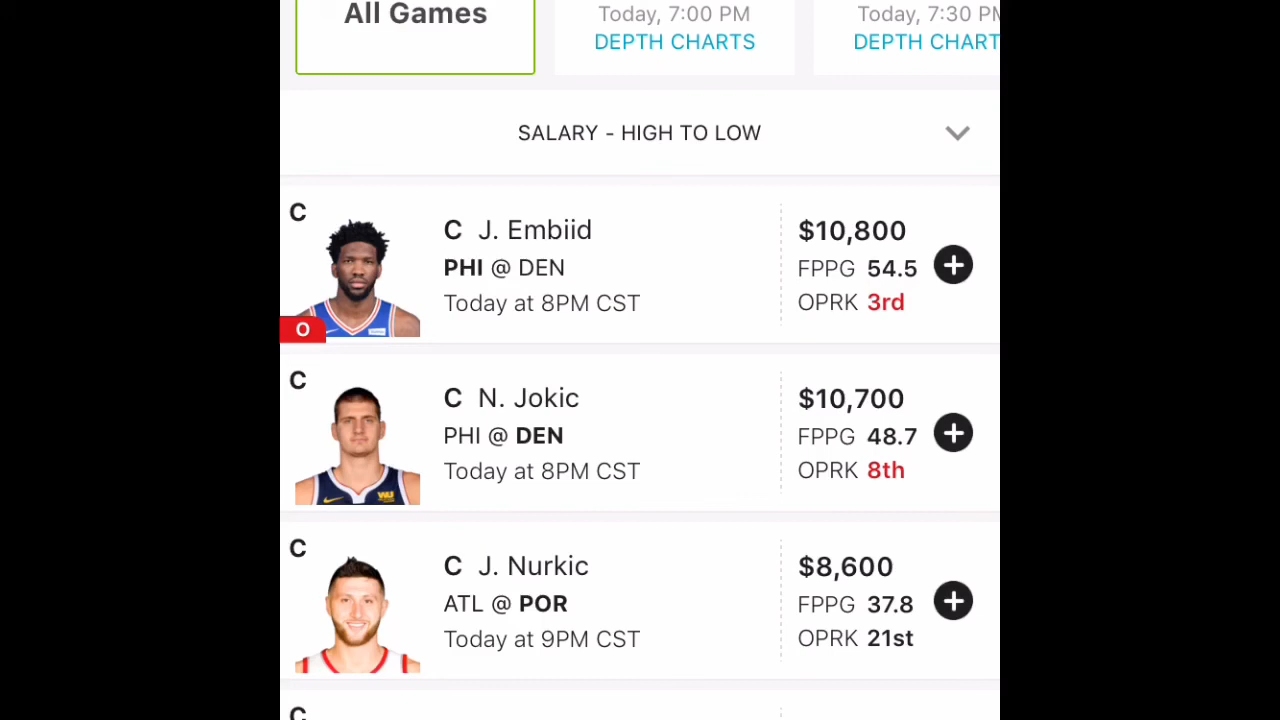 All Games
Today, 7:00 PM
DEPTH CHARTS
Today, 7:30 PM
DEPTH CHART
SALARY - HIGH TO LOW
C
O
C J. Embiid
PHI @ DEN
Today at 8PM CST
$10,800
FPPG 54.5
OPRK 3rd
C
WU
C N. Jokic
PHI @ DEN
Today at 8PM CST
$10,700
FPPG 48.7
OPRK 8th
C
C J. Nurkic
ATL @ POR
Today at 9PM CST
$8,600
FPPG 37.8
OPRK 21st
C